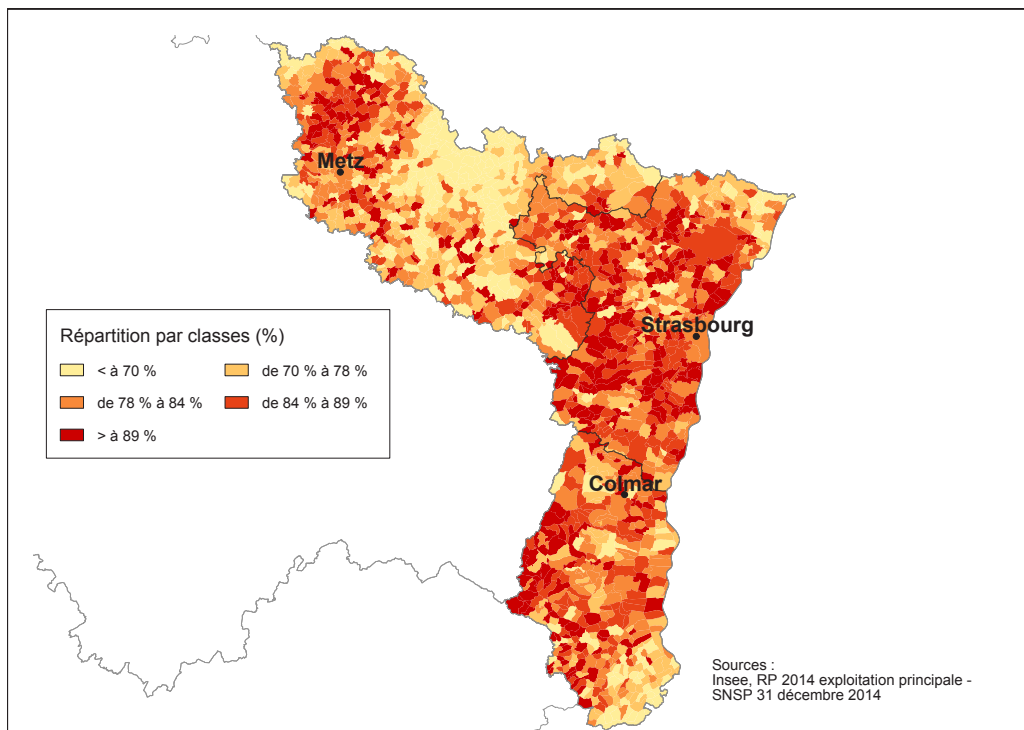 Metz
Strasbourg
Répartition par classes (%)
< à 70 %
de 70 % à 78 %
de 78 % à 84 %
de 84 % à 89 %
> à 89 %
Colmar
Sources :
Insee, RP 2014 exploitation principale -
SNSP 31 décembre 2014